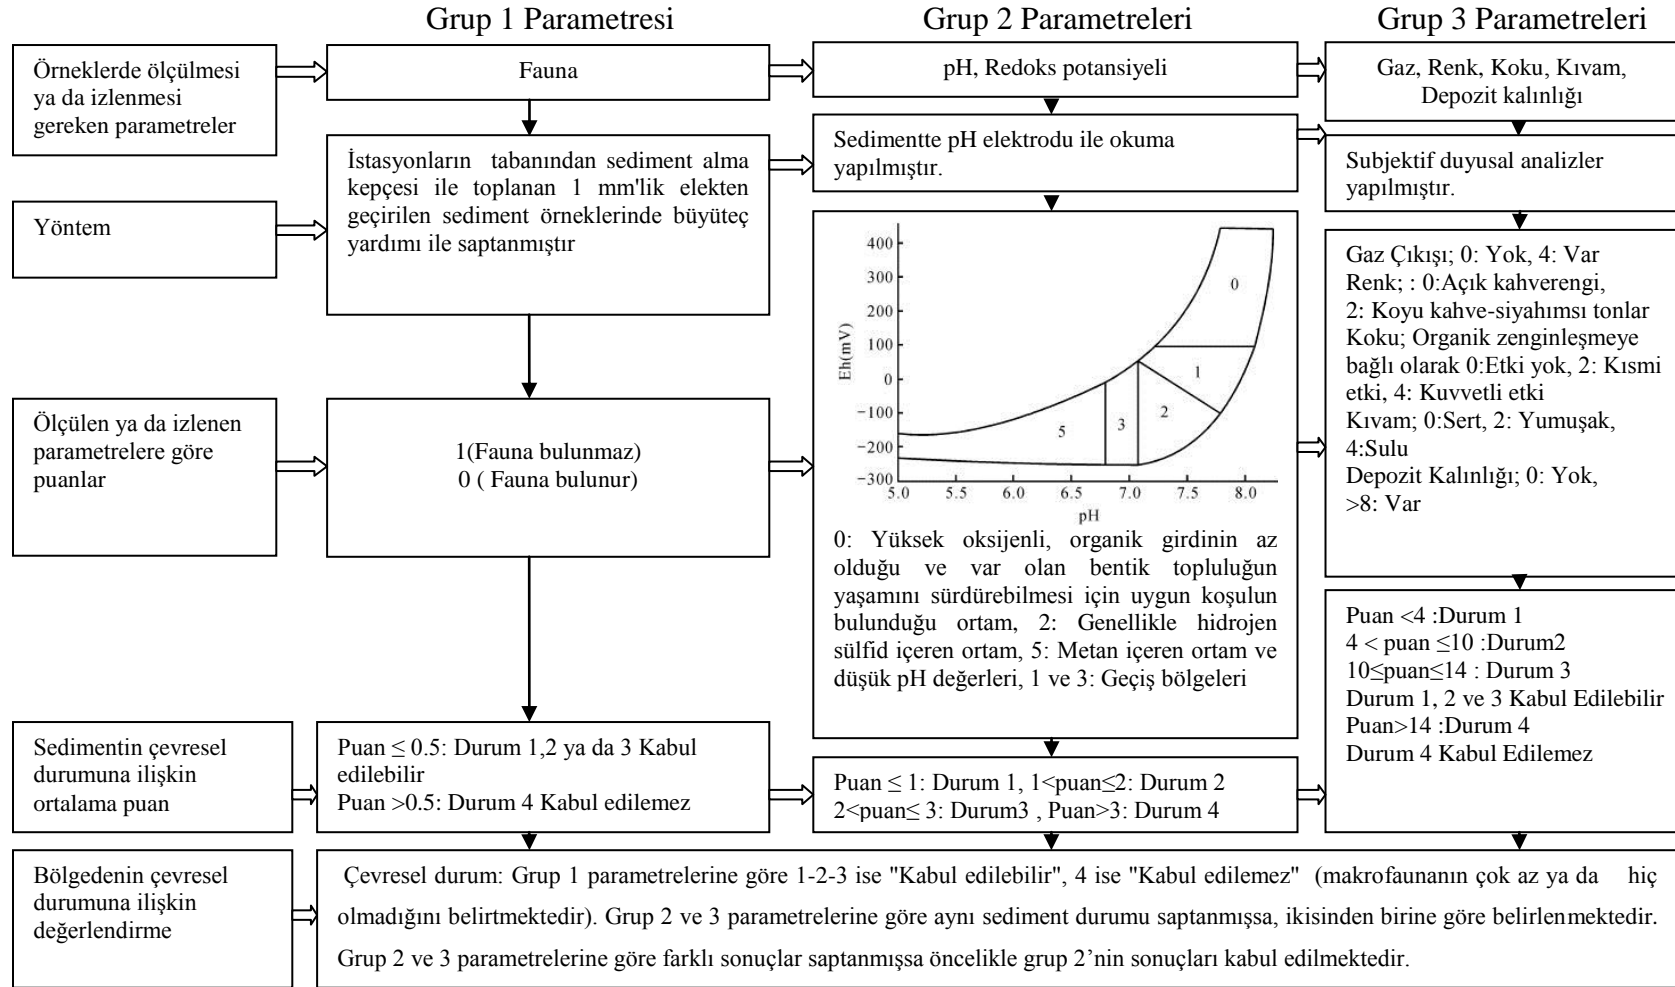 Grup 1 Parametresi
Grup 2 Parametreleri
Grup 3 Parametreleri
Örneklerde ölçülmesi
ya da izlenmesi
gereken parametreler
Fauna
pH, Redoks potansiyeli
Gaz, Renk, Koku, Kıvam,
Depozit kalınlığı
Yöntem
İstasyonların tabanından sediment alma
kepçesi ile toplanan 1 mm'lik elekten
geçirilen sediment örneklerinde büyüteç
yardımı ile saptanmıştır
Sedimentte pH elektrodu ile okuma
yapılmıştır.
Subjektif duyusal analizler
yapılmıştır.
Ölçülen ya da izlenen
parametrelere göre
puanlar
1(Fauna bulunmaz)
0 ( Fauna bulunur)
Eh(mV)
400
300
200
100
0
−100
−200
−300
5.0 5.5 6.0 6.5 7.0 7.5 8.0
pH
0
1
2
3
5
0: Yüksek oksijenli, organik girdinin az
olduğu ve var olan bentik topluluğun
yaşamını sürdürebilmesi için uygun koşulun
bulunduğu ortam, 2: Genellikle hidrojen
sülfid içeren ortam, 5: Metan içeren ortam ve
düşük pH değerleri, 1 ve 3: Geçiş bölgeleri
Gaz Çıkışı; 0: Yok, 4: Var
Renk; : 0:Açık kahverengi,
2: Koyu kahve-siyahımsı tonlar
Koku; Organik zenginleşmeye
bağlı olarak 0:Etki yok, 2: Kısmi
etki, 4: Kuvvetli etki
Kıvam; 0:Sert, 2: Yumuşak,
4:Sulu
Depozit Kalınlığı; 0: Yok,
>8: Var
Sedimentin çevresel
durumuna ilişkin
ortalama puan
Puan ≤ 0.5: Durum 1,2 ya da 3 Kabul
edilebilir
Puan >0.5: Durum 4 Kabul edilemez
Puan ≤ 1: Durum 1, 1<puan≤2: Durum 2
2<puan≤ 3: Durum3 , Puan>3: Durum 4
Puan <4 :Durum 1
4 < puan ≤10 :Durum2
10≤puan≤14 : Durum 3
Durum 1, 2 ve 3 Kabul Edilebilir
Puan>14 :Durum 4
Durum 4 Kabul Edilemez
Bölgedenin çevresel
durumuna ilişkin
değerlendirme
Çevresel durum: Grup 1 parametrelerine göre 1-2-3 ise "Kabul edilebilir", 4 ise "Kabul edilemez" (makrofaunanın çok az ya da hiç
olmadığını belirtmektedir). Grup 2 ve 3 parametrelerine göre aynı sediment durumu saptanmışsa, ikisinden birine göre belirlenmektedir.
Grup 2 ve 3 parametrelerine göre farklı sonuçlar saptanmışsa öncelikle grup 2’nin sonuçları kabul edilmektedir.